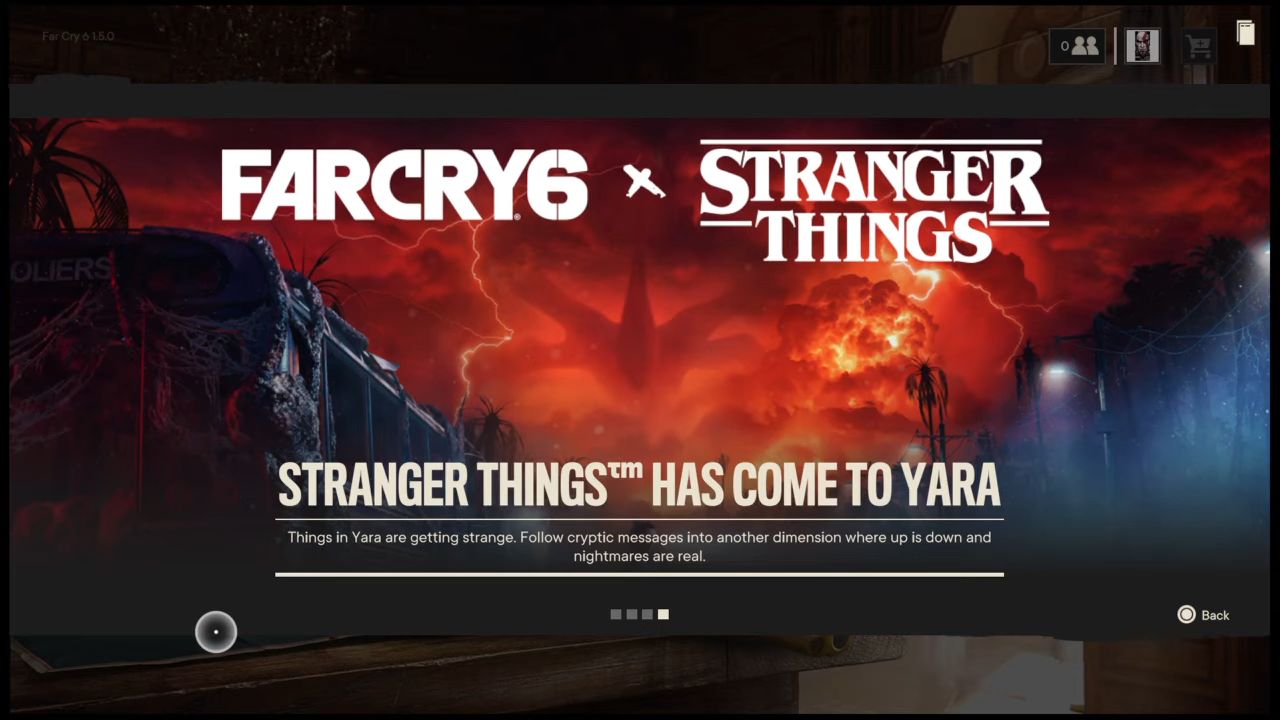 Far Cry 6 1.5.0
0
FARCRY6® x STRANGER
THINGS
OLIERS
STRANGER THINGS™ HAS COME TO YARA
Things in Yara are getting strange. Follow cryptic messages into another dimension where up is down and
nightmares are real.
Back